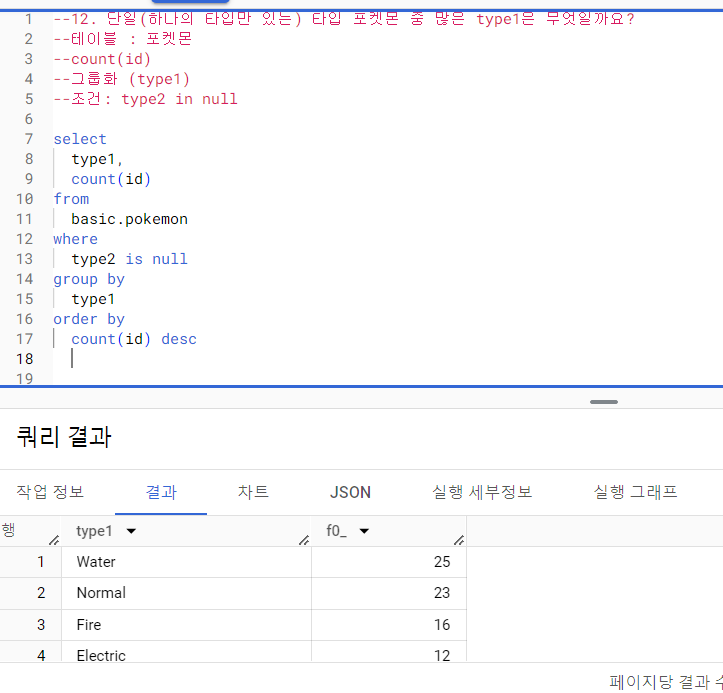 1 --12. 단일(하나의 타입만 있는) 타입 포켓몬 중 많은 type1은 무엇일까요?
2 --테이블 : 포켓몬
3 --count(id)
4 --그룹화 (type1)
5 --조건: type2 in null
6
7 select
8 type1,
9 count(id)
10 from
11 basic.pokemon
12 where
13 type2 is null
14 group by
15 type1
16 order by
17 count(id) desc
18
19
쿼리 결과
작업 정보 결과 차트 JSON 실행 세부정보 실행 그래프
행 type1 f0_
1 Water 25
2 Normal 23
3 Fire 16
4 Electric 12
페이지당 결과